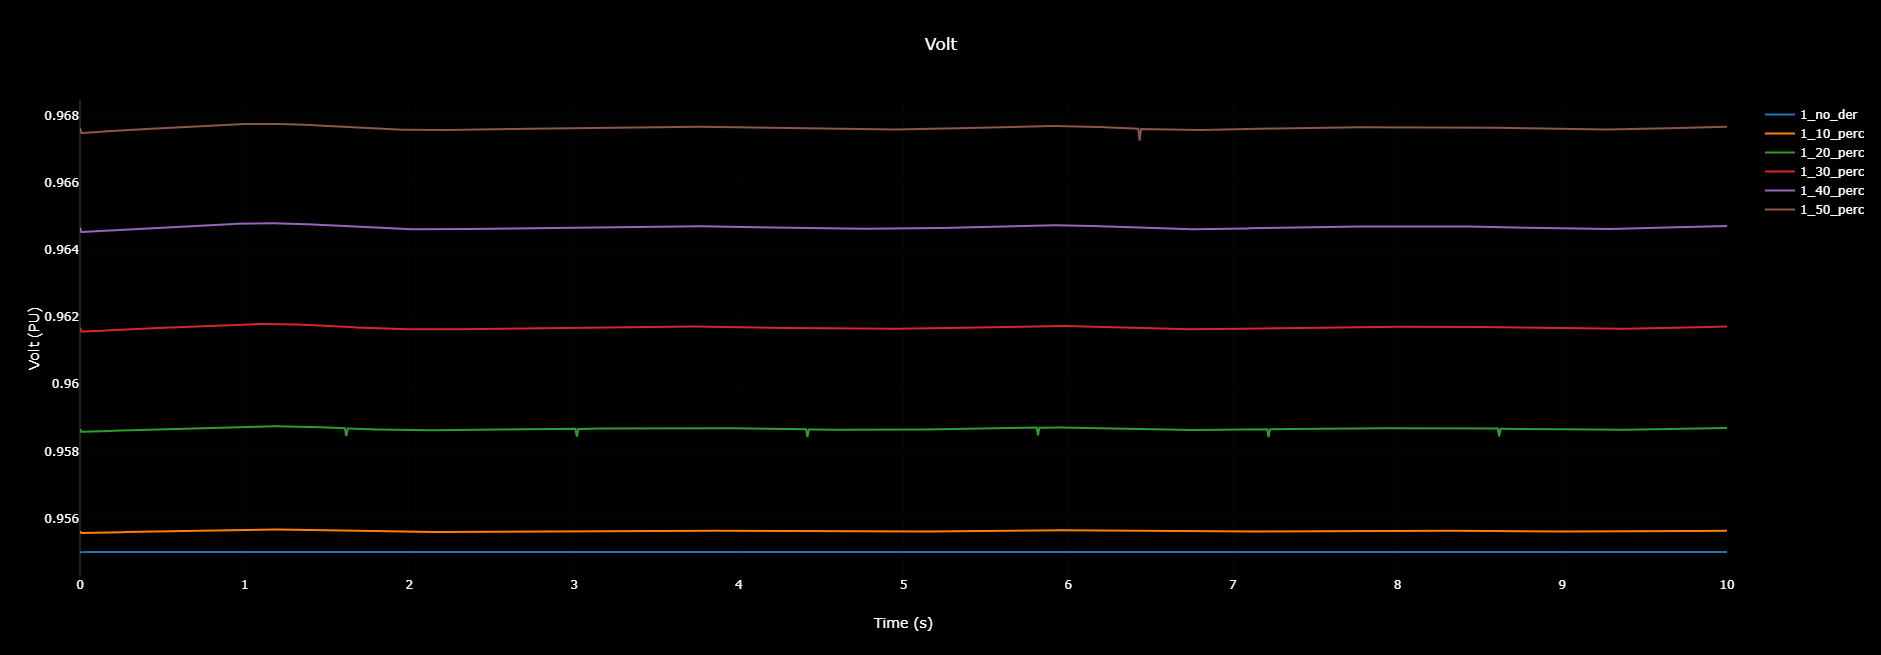 Volt
0.968
0.966
0.964
0.962
0.96
0.958
0.956
Volt (PU)
0 1 2 3 4 5 6 7 8 9 10
Time (s)
1_no_der
1_10_perc
1_20_perc
1_30_perc
1_40_perc
1_50_perc